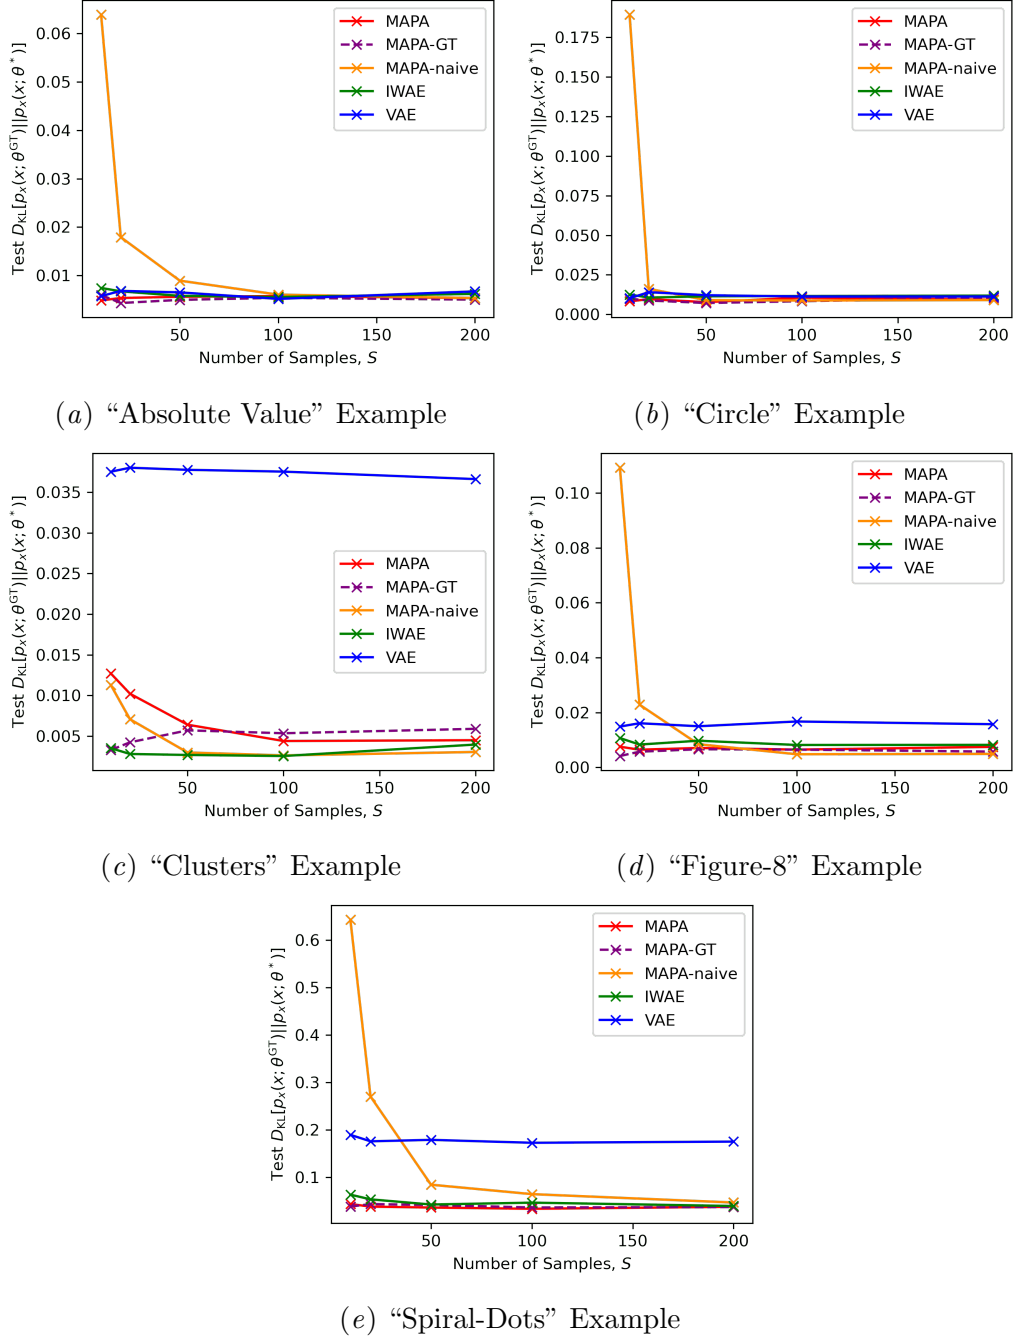 Test D_KL[p_x(x; θ^GT)||p_x(x; θ*)]
0.06
0.05
0.04
0.03
0.02
0.01
MAPA
MAPA-GT
MAPA-naive
IWAE
VAE
50
100
150
200
Number of Samples, S
(a) “Absolute Value” Example
Test D_KL[p_x(x; θ^GT)||p_x(x; θ*)]
0.175
0.150
0.125
0.100
0.075
0.050
0.025
0.000
MAPA
MAPA-GT
MAPA-naive
IWAE
VAE
50
100
150
200
Number of Samples, S
(b) “Circle” Example
Test D_KL[p_x(x; θ^GT)||p_x(x; θ*)]
0.035
0.030
0.025
0.020
0.015
0.010
0.005
MAPA
MAPA-GT
MAPA-naive
IWAE
VAE
50
100
150
200
Number of Samples, S
(c) “Clusters” Example
Test D_KL[p_x(x; θ^GT)||p_x(x; θ*)]
0.10
0.08
0.06
0.04
0.02
0.00
MAPA
MAPA-GT
MAPA-naive
IWAE
VAE
50
100
150
200
Number of Samples, S
(d) “Figure-8” Example
Test D_KL[p_x(x; θ^GT)||p_x(x; θ*)]
0.6
0.5
0.4
0.3
0.2
0.1
MAPA
MAPA-GT
MAPA-naive
IWAE
VAE
50
100
150
200
Number of Samples, S
(e) “Spiral-Dots” Example